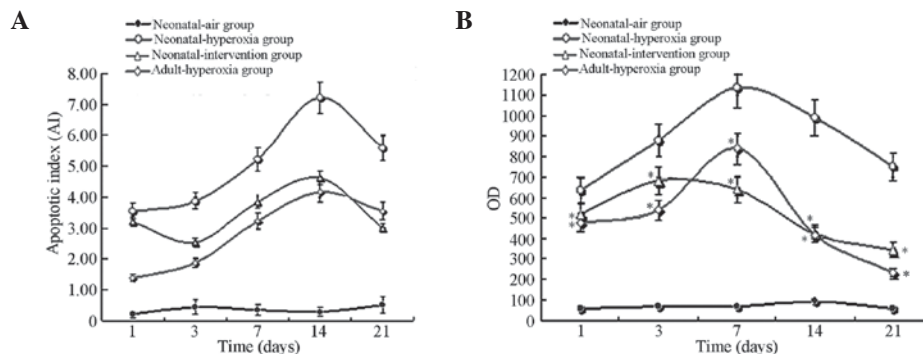 A
Neonatal-air group
Neonatal-hyperoxia group
Neonatal-intervention group
Adult-hyperoxia group
8.00
7.00
6.00
5.00
4.00
3.00
2.00
1.00
0.00
Apoptotic index (AI)
1 3 7 14 21
Time (days)
B
Neonatal-air group
Neonatal-hyperoxia group
Neonatal-intervention group
Adult-hyperoxia group
1200
1100
1000
900
800
700
600
500
400
300
200
100
0
OD
* * * * * * * * * *
1 3 7 14 21
Time (days)